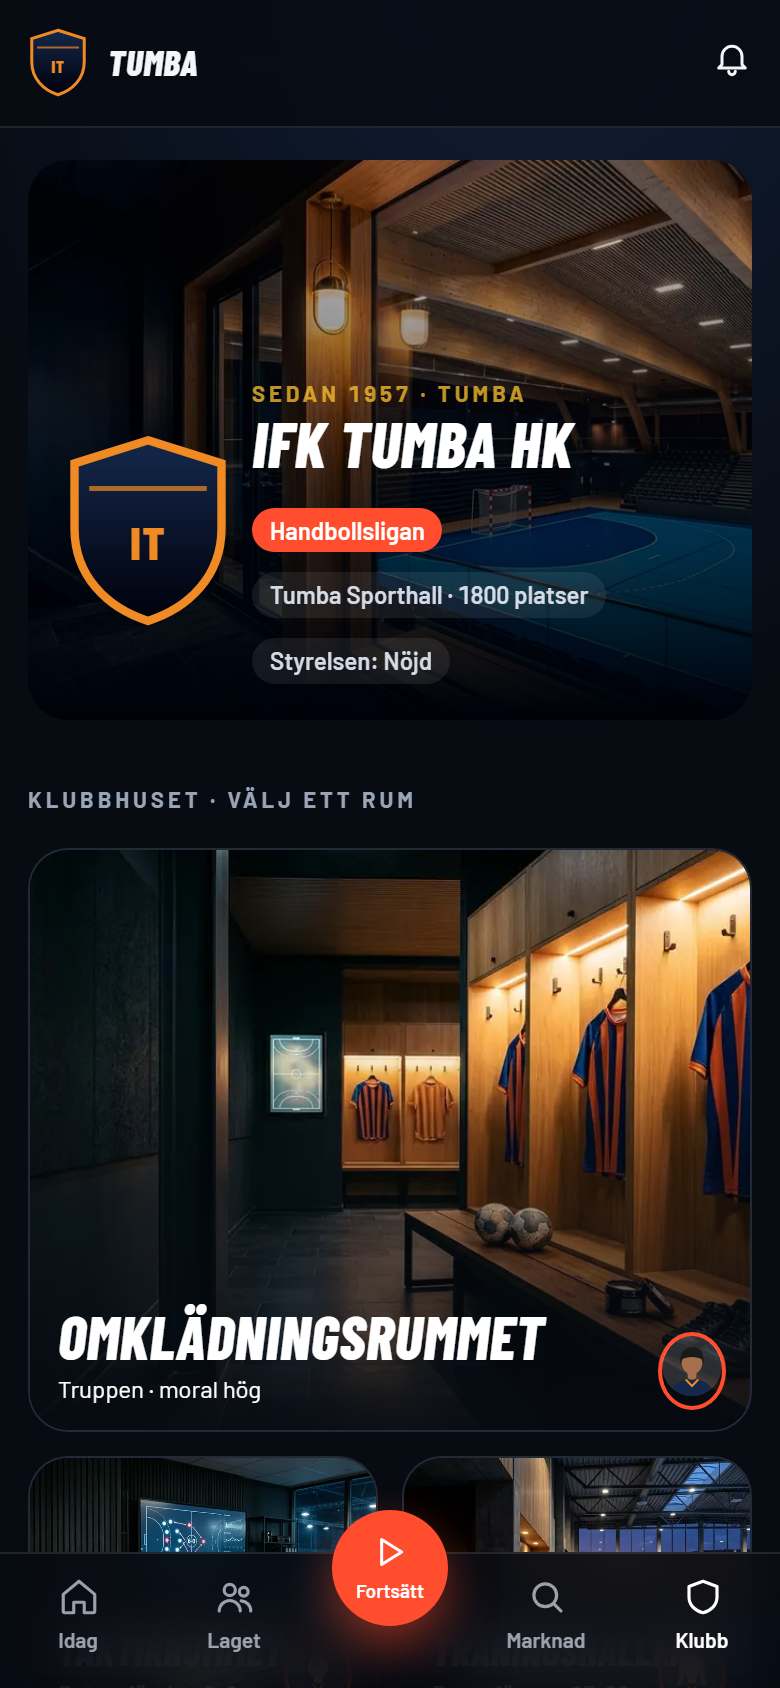 IT
TUMBA
SEDAN 1957 · TUMBA
IFK TUMBA HK
IT
Handbollsligan
Tumba Sporthall · 1800 platser
Styrelsen: Nöjd
KLUBBHUSET · VÄLJ ETT RUM
OMKLÄDNINGSRUMMET
Truppen · moral hög
Fortsätt
Idag
Laget
Marknad
Klubb